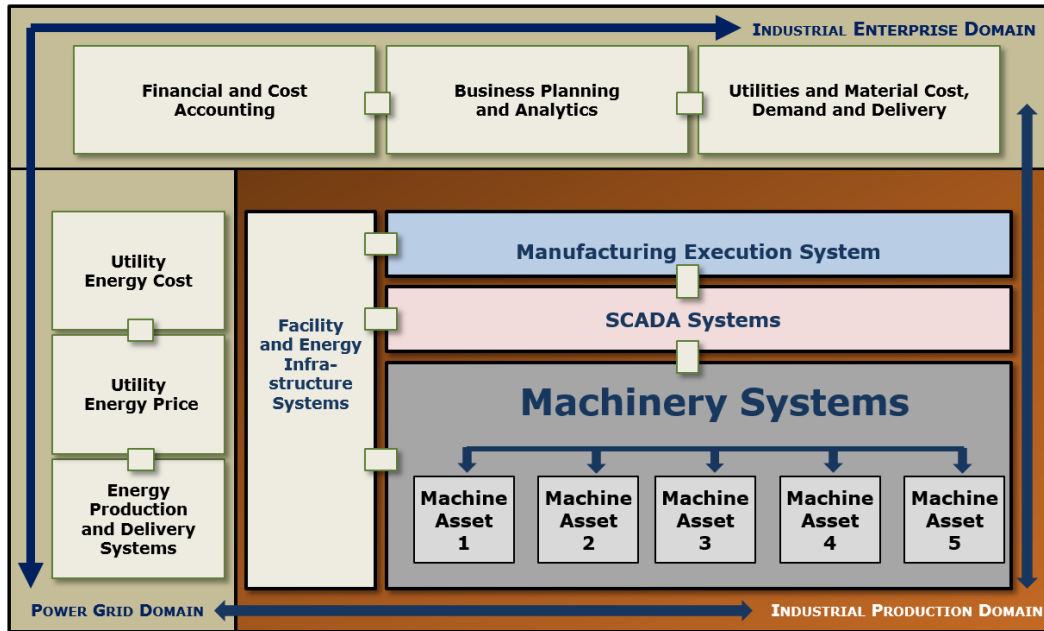 INDUSTRIAL ENTERPRISE DOMAIN
Financial and Cost
Accounting
Business Planning
and Analytics
Utilities and Material Cost,
Demand and Delivery
Utility
Energy Cost
Utility
Energy Price
Energy
Production
and Delivery
Systems
Facility
and Energy
Infra-
structure
Systems
Manufacturing Execution System
SCADA Systems
Machinery Systems
Machine
Asset
1
Machine
Asset
2
Machine
Asset
3
Machine
Asset
4
Machine
Asset
5
POWER GRID DOMAIN
INDUSTRIAL PRODUCTION DOMAIN